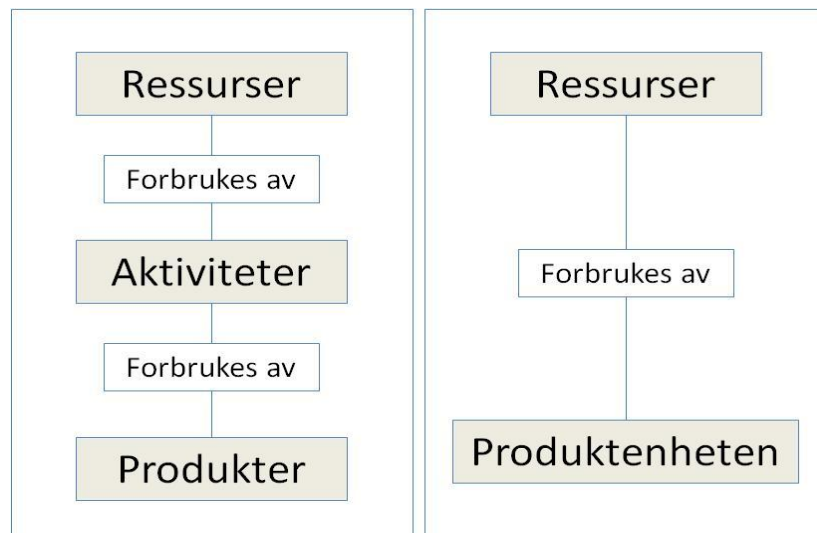 Ressurser
Forbrukes av
Aktiviteter
Forbrukes av
Produkter
Ressurser
Forbrukes av
Produktenheten